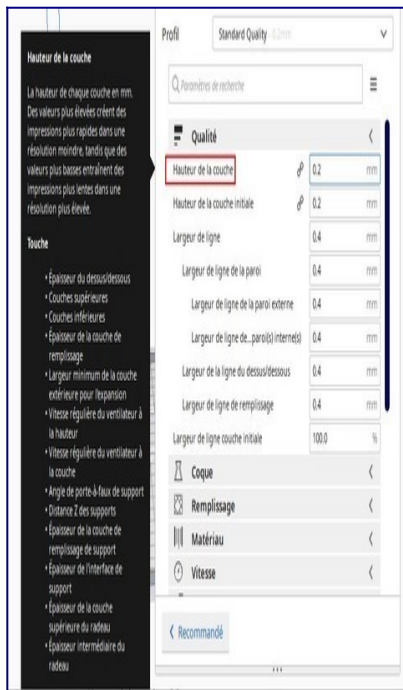 Hauteur de la couche
La hauteur de chaque couche en mm.
Des valeurs plus élevées créent des
impressions plus rapides dans une
résolution moindre, tandis que des
valeurs plus basses entraînent des
impressions plus lentes dans une
résolution plus élevée.
Touche
• Épaisseur du dessus/dessous
• Couches supérieures
• Couches inférieures
• Épaisseur de la couche de
remplissage
• Largeur minimum de la couche
extérieure pour l'expansion
• Vitesse régulière du ventilateur à
la hauteur
• Vitesse régulière du ventilateur à
la couche
• Angle de porte-à-faux de support
• Distance Z des supports
• Épaisseur de la couche de
remplissage de support
• Épaisseur de l'interface de
support
• Épaisseur de la couche
supérieure du radeau
• Épaisseur intermédiaire du
radeau
Profil Standard Quality 0.2mm
Paramètres de recherche
Qualité
Hauteur de la couche 0.2 mm
Hauteur de la couche initiale 0.2 mm
Largeur de ligne 0.4 mm
Largeur de ligne de la paroi 0.4 mm
Largeur de ligne de la paroi externe 0.4 mm
Largeur de ligne de...paroi(s) interne(s) 0.4 mm
Largeur de la ligne du dessus/dessous 0.4 mm
Largeur de ligne de remplissage 0.4 mm
Largeur de ligne couche initiale 100.0 %
Coque
Remplissage
Matériau
Vitesse
Recommandé